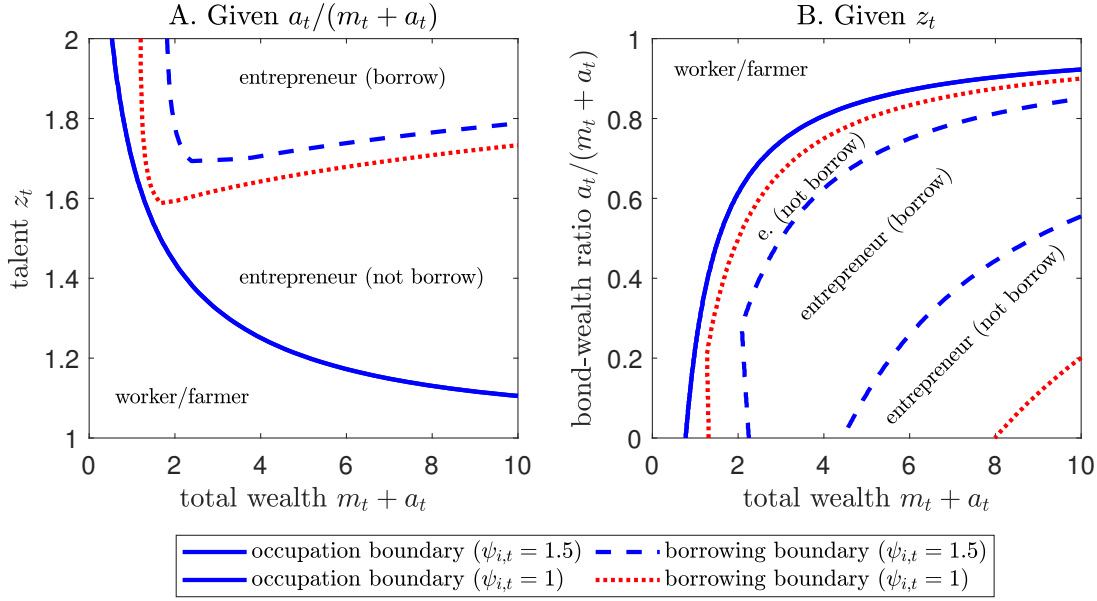 A. Given a_t/(m_t + a_t)
2
1.8
1.6
1.4
1.2
1
talent z_t
entrepreneur (borrow)
entrepreneur (not borrow)
worker/farmer
0 2 4 6 8 10
total wealth m_t + a_t
B. Given z_t
1
0.8
0.6
0.4
0.2
0
bond-wealth ratio a_t/(m_t + a_t)
worker/farmer
e. (not borrow)
entrepreneur (borrow)
entrepreneur (not borrow)
0 2 4 6 8 10
total wealth m_t + a_t
occupation boundary (ψ_{i,t} = 1.5) borrowing boundary (ψ_{i,t} = 1.5)
occupation boundary (ψ_{i,t} = 1) borrowing boundary (ψ_{i,t} = 1)